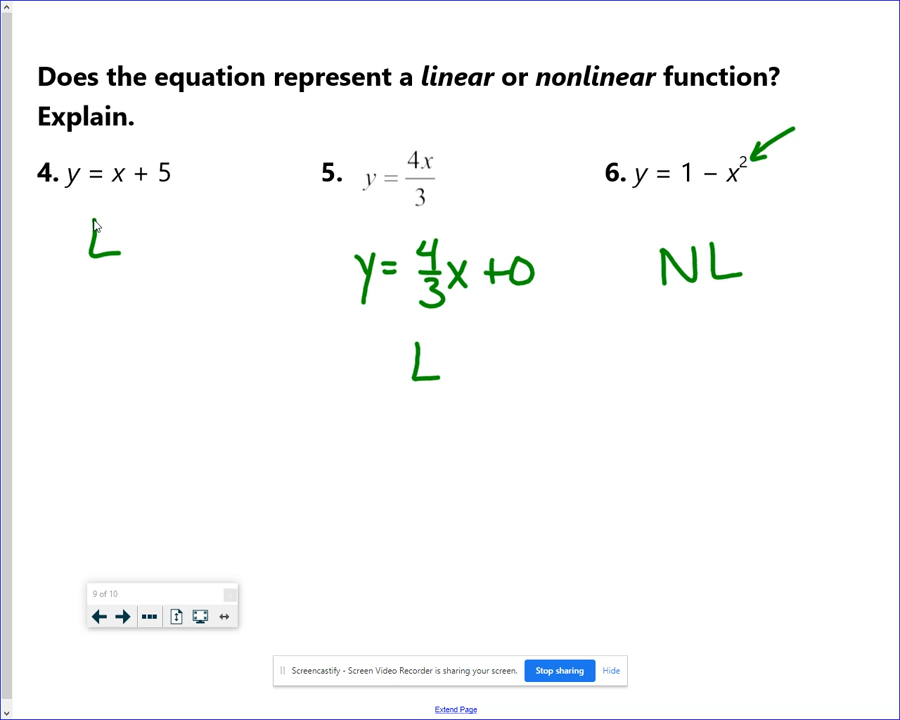 Does the equation represent a linear or nonlinear function?
Explain.
4. y = x + 5
5. y = 4x/3
6. y = 1 − x²
L
y = 4/3 x + 0
NL
L
9 of 10
Screencastify - Screen Video Recorder is sharing your screen.
Stop sharing
Hide
Extend Page